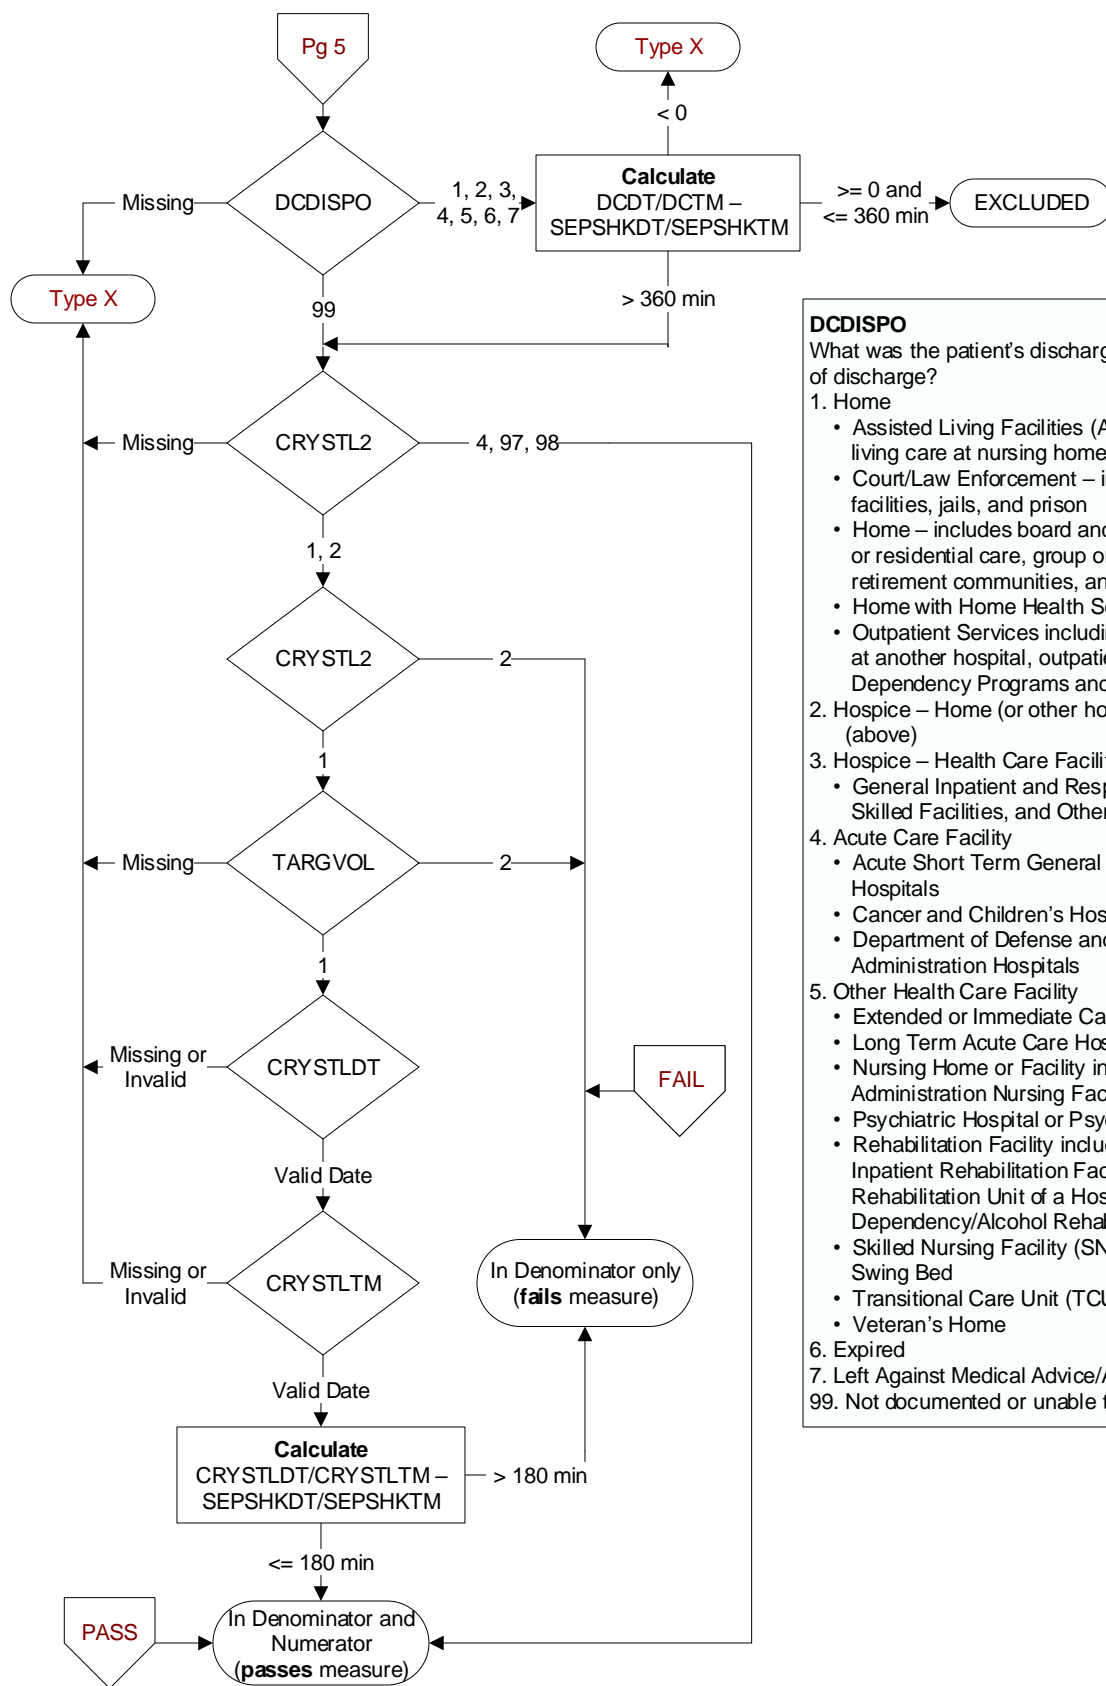 Pg 5
Type X
< 0
DCDISPO
Missing
1, 2, 3,
4, 5, 6, 7
Calculate
DCDT/DCTM –
SEPSHKDT/SEPSHKTM
>= 0 and
<= 360 min
EXCLUDED
Type X
99
> 360 min
CRYSTL2
Missing
4, 97, 98
1, 2
CRYSTL2
2
1
TARGVOL
Missing
2
1
CRYSTLDT
Missing or
Invalid
FAIL
Valid Date
CRYSTLTM
Missing or
Invalid
In Denominator only
(fails measure)
Valid Date
Calculate
CRYSTLDT/CRYSTLTM –
SEPSHKDT/SEPSHKTM
> 180 min
<= 180 min
PASS
In Denominator and
Numerator
(passes measure)
DCDISPO
What was the patient's discharg
of discharge?
1. Home
• Assisted Living Facilities (A
living care at nursing home
• Court/Law Enforcement – i
facilities, jails, and prison
• Home – includes board and
or residential care, group or
retirement communities, an
• Home with Home Health Se
• Outpatient Services includi
at another hospital, outpatie
Dependency Programs and
2. Hospice – Home (or other ho
(above)
3. Hospice – Health Care Facili
• General Inpatient and Resp
Skilled Facilities, and Other
4. Acute Care Facility
• Acute Short Term General
Hospitals
• Cancer and Children's Hos
• Department of Defense and
Administration Hospitals
5. Other Health Care Facility
• Extended or Immediate Ca
• Long Term Acute Care Hos
• Nursing Home or Facility in
Administration Nursing Fac
• Psychiatric Hospital or Psy
• Rehabilitation Facility inclu
Inpatient Rehabilitation Fac
Rehabilitation Unit of a Hos
Dependency/Alcohol Rehal
• Skilled Nursing Facility (SN
Swing Bed
• Transitional Care Unit (TCU
• Veteran's Home
6. Expired
7. Left Against Medical Advice/A
99. Not documented or unable t